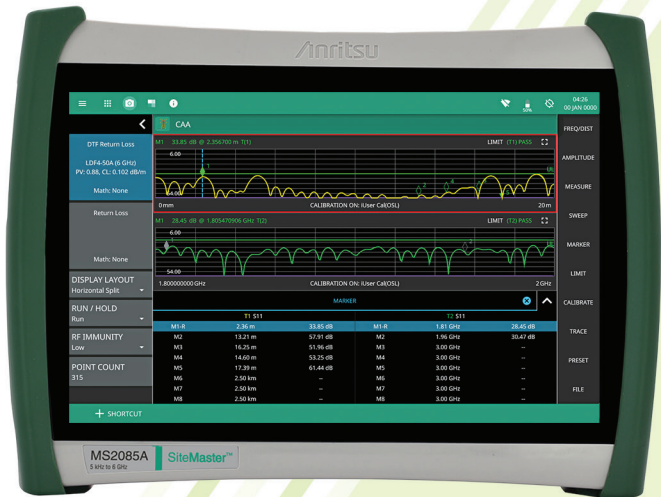 Anritsu
50%
04:26
00 JAN 0000
DTF Return Loss
LDF4-50A (6 GHz)
PV: 0.88, CL: 0.102 dB/m
Math: None
Return Loss
Math: None
DISPLAY LAYOUT
Horizontal Split
RUN / HOLD
Run
RF IMMUNITY
Low
POINT COUNT
315
CAA
M1 33.85 dB @ 2.356700 m T(1)
LIMIT (T1) PASS
6.00
1
2
4
54.00
0 mm
CALIBRATION ON: iUser Cal(OSL)
20 m
M1 28.45 dB @ 1.805470906 GHz T(2)
LIMIT (T2) PASS
6.00
1
2
54.00
1.800000000 GHz
CALIBRATION ON: iUser Cal(OSL)
2 GHz
MARKER
T1 S11 T2 S11
M1-R 2.36 m 33.85 dB M1-R 1.81 GHz 28.45 dB
M2 13.21 m 57.91 dB M2 1.96 GHz 30.47 dB
M3 16.25 m 51.96 dB M3 3.00 GHz --
M4 14.60 m 53.25 dB M4 3.00 GHz --
M5 17.39 m 61.44 dB M5 3.00 GHz --
M6 2.50 km -- M6 3.00 GHz --
M7 2.50 km -- M7 3.00 GHz --
M8 2.50 km -- M8 3.00 GHz --
FREQ/DIST
AMPLITUDE
MEASURE
SWEEP
MARKER
LIMIT
CALIBRATE
TRACE
PRESET
FILE
+ SHORTCUT
MS2085A SiteMaster™
5 kHz to 6 GHz